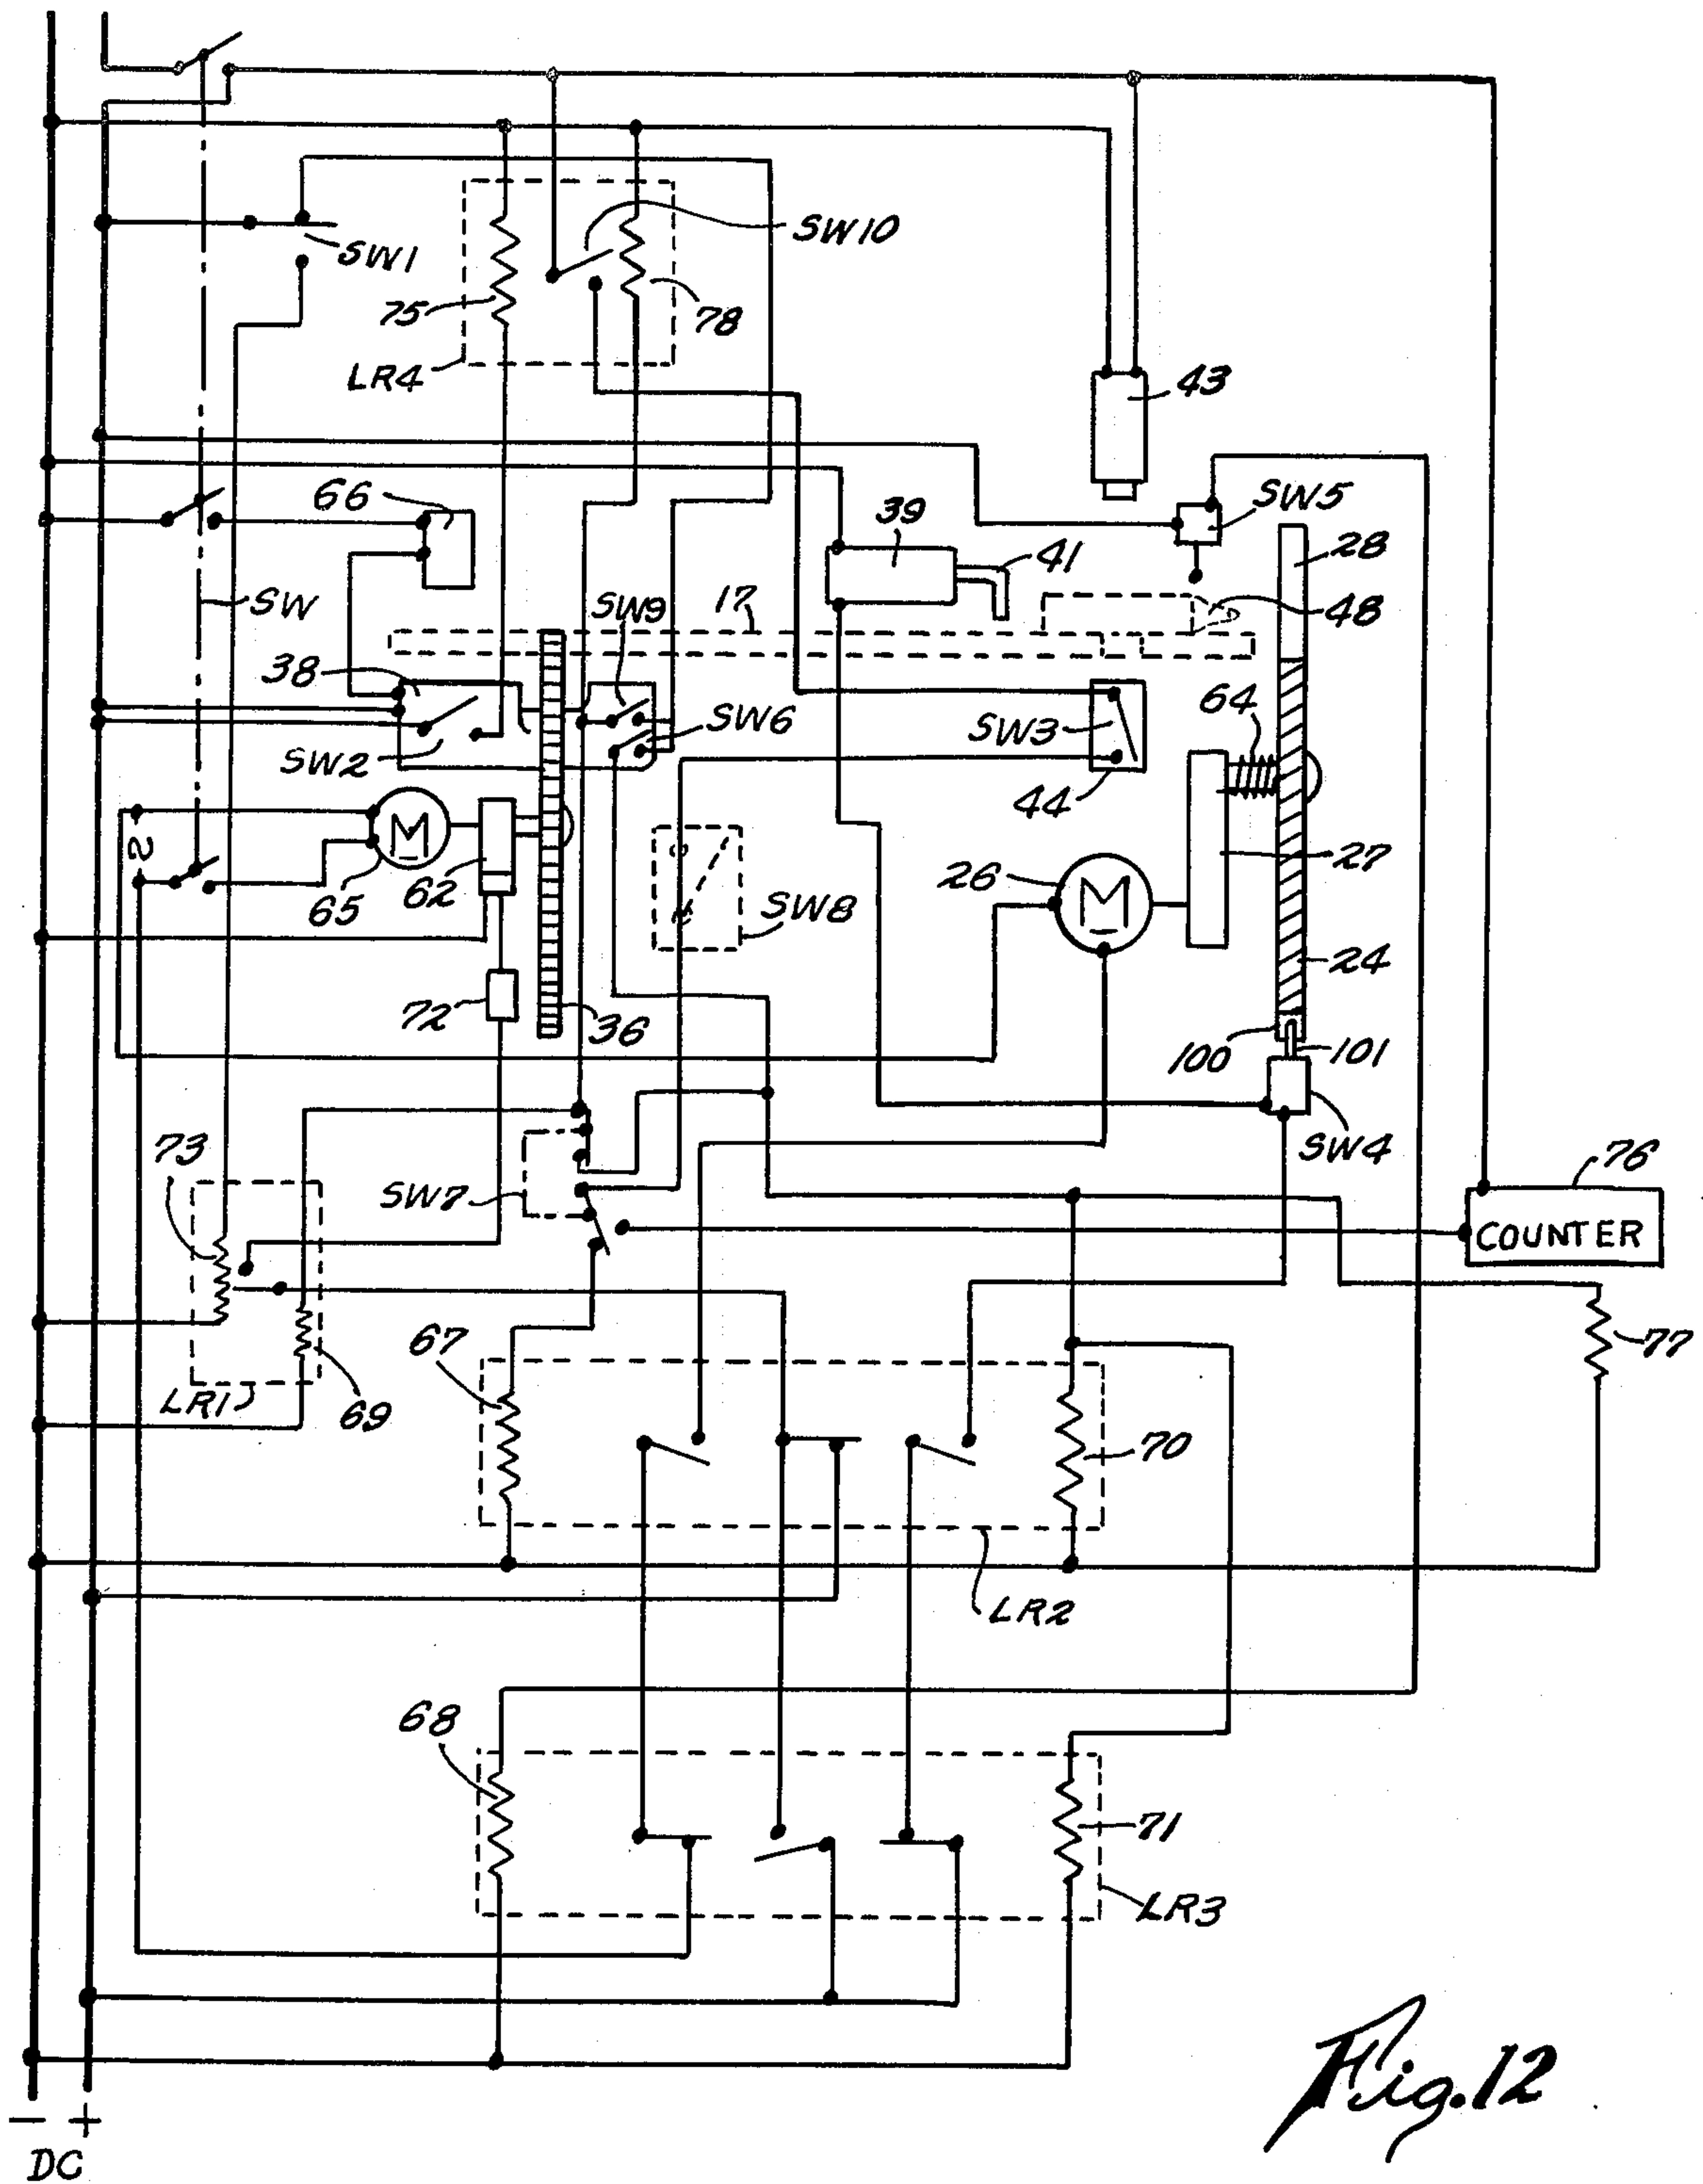 SW1
SW10
75
78
LR4
43
66
39
SW5
41
28
SW
SW9
17
48
38
SW6
64
SW2
SW3
44
M
M
2
65
62
26
27
SW8
24
72
36
100
101
SW4
73
SW7
76
COUNTER
67
77
LR1
69
70
LR2
68
71
LR3
Fig.12
− +
DC